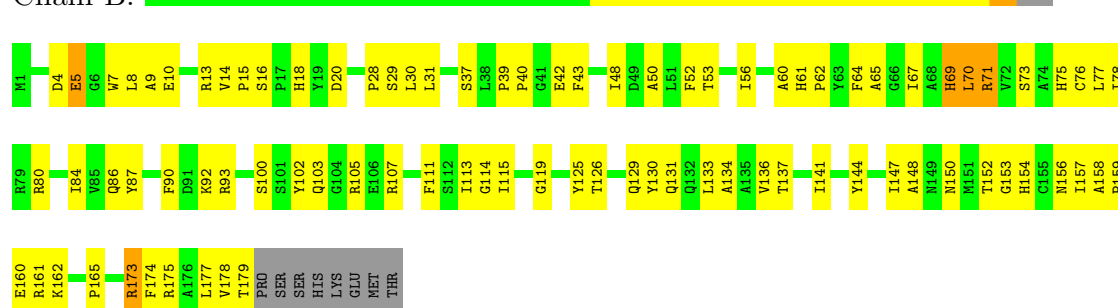 Chain B:
M1 D4 E5 G6 W7 L8 A9 E10 R13 V14 P15 S16 P17 H18 Y19 D20 P28 S29 L30 L31 S37 L38 P39 P40 G41 E42 F43 I48 D49 A50 L51 F52 T53 I56 A60 H61 P62 Y63 F64 A65 G66 I67 A68 H69 L70 R71 V72 S73 A74 H75 C76 L77 I78
R79 R80 I84 V85 Q86 Y87 F90 D91 K92 R93 S100 S101 Y102 Q103 G104 R105 E106 R107 F111 S112 I113 G114 I115 G119 Y125 T126 Q129 Y130 Q131 Q132 L133 A134 A135 V136 T137 I141 Y144 I147 A148 N149 N150 M151 T152 G153 H154 C155 N156 I157 A158 R159
E160 R161 K162 P165 R173 F174 R175 A176 L177 V178 T179 PRO SER SER HIS LYS GLU MET THR